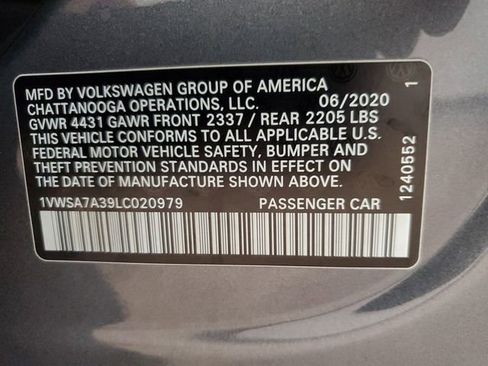 MFD BY VOLKSWAGEN GROUP OF AMERICA
CHATTANOOGA OPERATIONS, LLC. 06/2020
GVWR 4431 GAWR FRONT 2337 / REAR 2205 LBS
THIS VEHICLE CONFORMS TO ALL APPLICABLE U.S.
FEDERAL MOTOR VEHICLE SAFETY, BUMPER AND
THEFT PREVENTION STANDARDS IN EFFECT ON
THE DATE OF MANUFACTURE SHOWN ABOVE.
1VWSA7A39LC020979 PASSENGER CAR
1240552 1